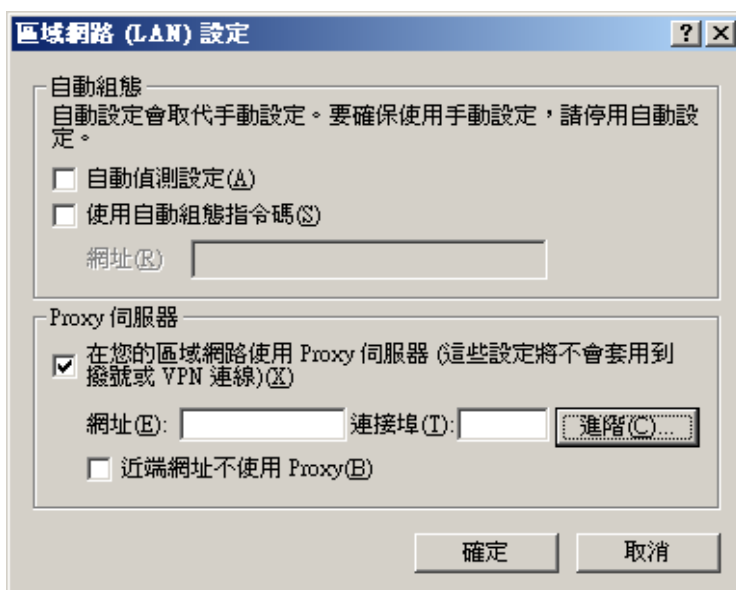 區域網路 (LAN) 設定
自動組態
自動設定會取代手動設定。要確保使用手動設定，請停用自動設
定。
自動偵測設定(A)
使用自動組態指令碼(S)
網址(R)
Proxy 伺服器
在您的區域網路使用 Proxy 伺服器 (這些設定將不會套用到
撥號或 VPN 連線)(X)
網址(E): 連接埠(T): 進階(C)...
近端網址不使用 Proxy(B)
確定 取消